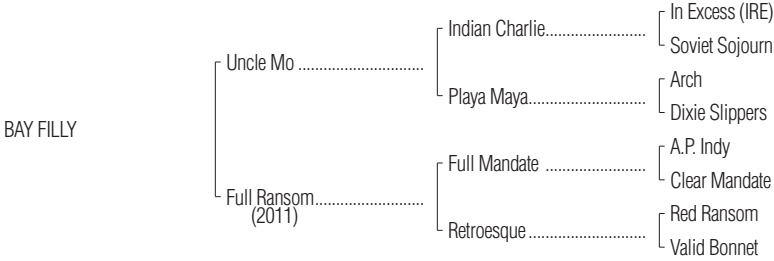 In Excess (IRE)
Indian Charlie..........................
Soviet Sojourn
Uncle Mo ................................
Arch
Playa Maya..............................
Dixie Slippers
BAY FILLY
A.P. Indy
Full Mandate .........................
Clear Mandate
Full Ransom...........................
(2011)
Red Ransom
Retroesque ..............................
Valid Bonnet